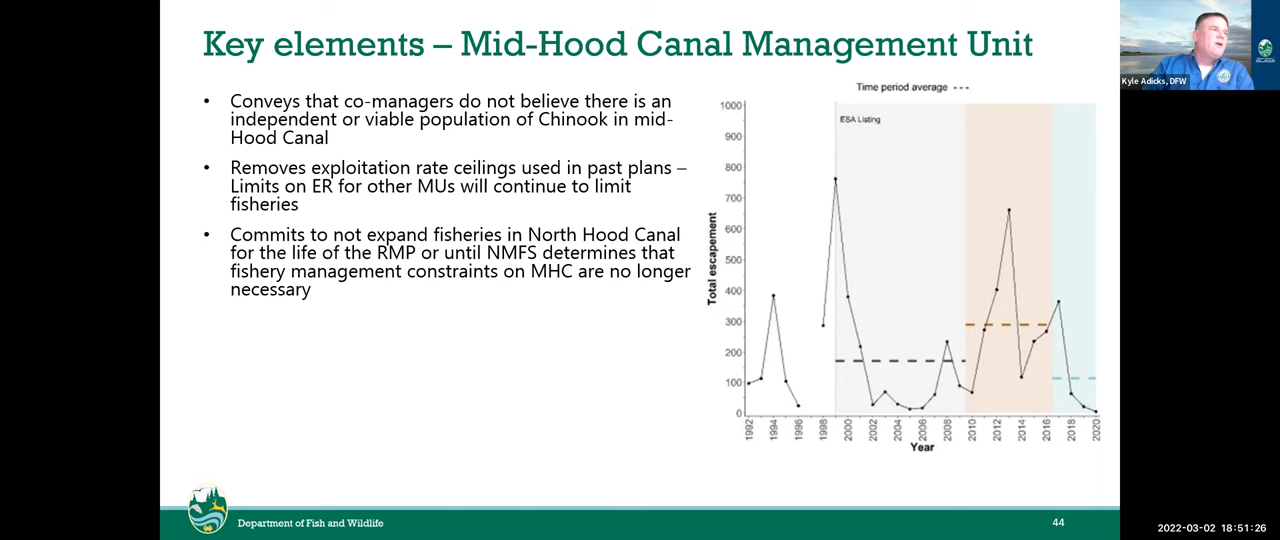 Key elements – Mid-Hood Canal Management Unit
Kyle Adicks, DFW
• Conveys that co-managers do not believe there is an
independent or viable population of Chinook in mid-
Hood Canal
• Removes exploitation rate ceilings used in past plans –
Limits on ER for other MUs will continue to limit
fisheries
• Commits to not expand fisheries in North Hood Canal
for the life of the RMP or until NMFS determines that
fishery management constraints on MHC are no longer
necessary
Time period average ---
ESA Listing
Total escapement
1000
900
800
700
600
500
400
300
200
100
0
1992 1994 1996 1998 2000 2002 2004 2006 2008 2010 2012 2014 2016 2018 2020
Year
Department of Fish and Wildlife
44
2022-03-02 18:51:26